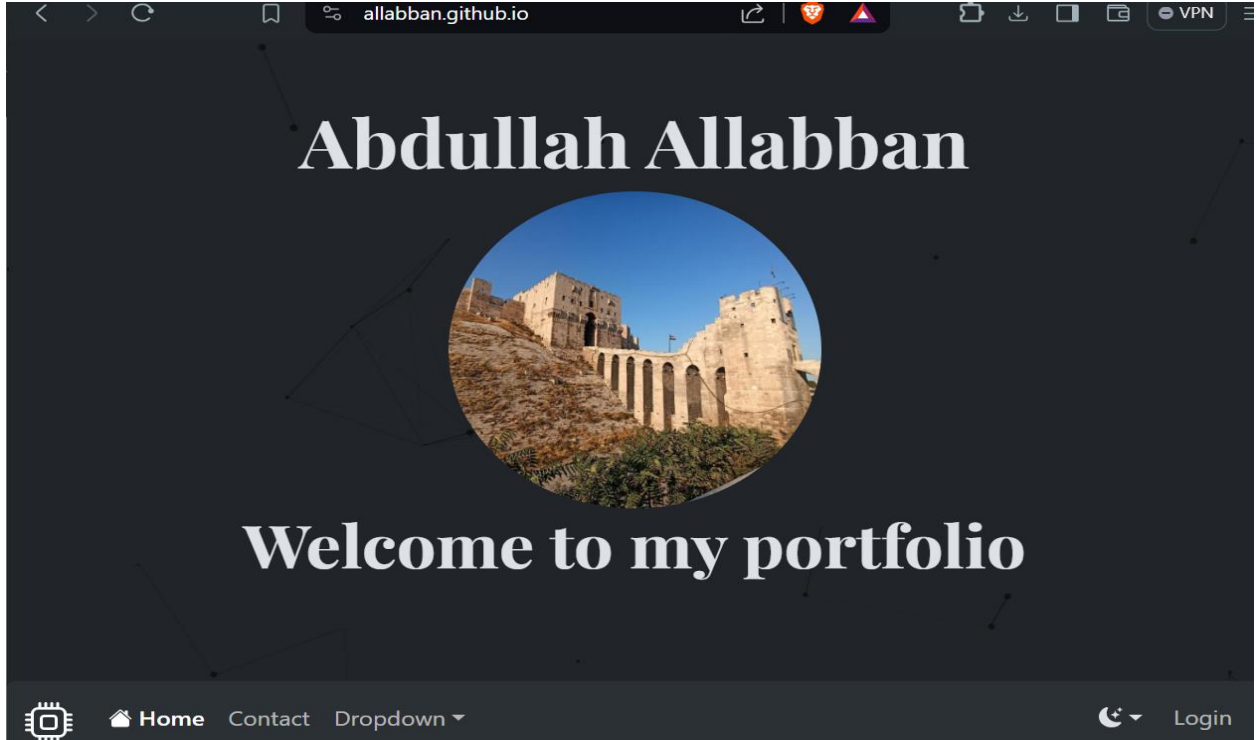 allabban.github.io
VPN
Abdullah Allabban
Welcome to my portfolio
Home Contact Dropdown Login